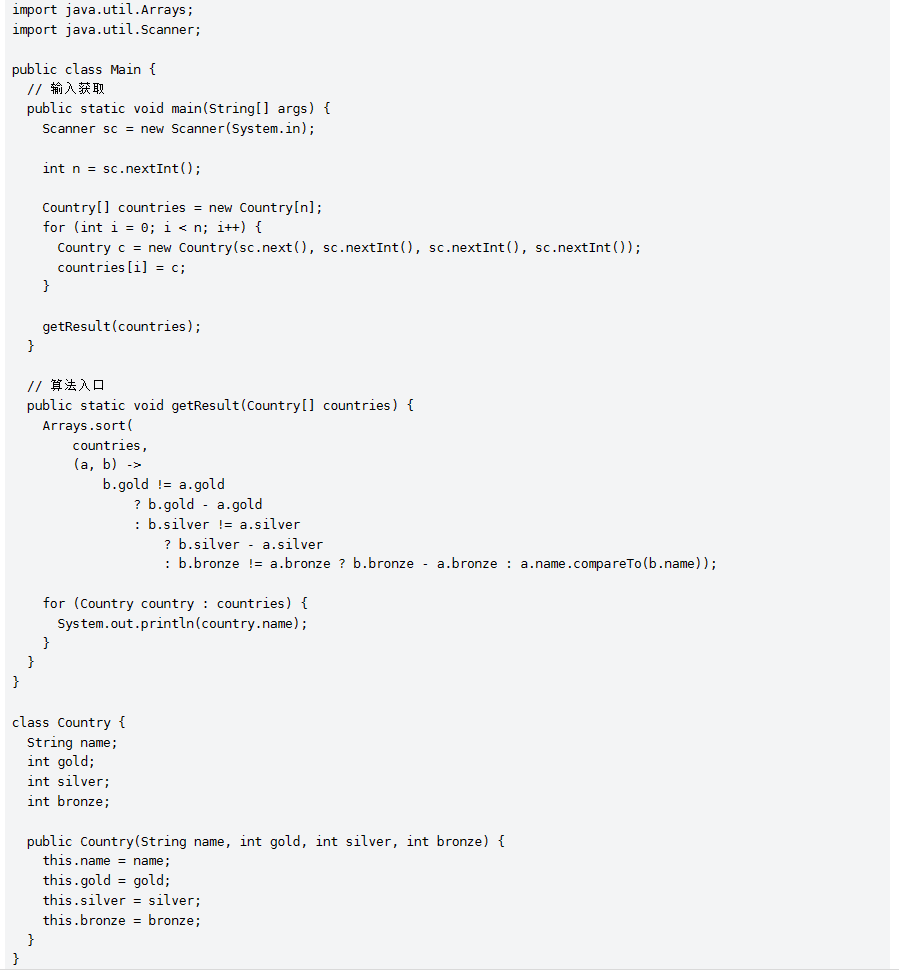 import java.util.Arrays;
import java.util.Scanner;

public class Main {
  // 输入获取
  public static void main(String[] args) {
    Scanner sc = new Scanner(System.in);

    int n = sc.nextInt();

    Country[] countries = new Country[n];
    for (int i = 0; i < n; i++) {
      Country c = new Country(sc.next(), sc.nextInt(), sc.nextInt(), sc.nextInt());
      countries[i] = c;
    }

    getResult(countries);
  }

  // 算法入口
  public static void getResult(Country[] countries) {
    Arrays.sort(
        countries,
        (a, b) ->
            b.gold != a.gold
                ? b.gold - a.gold
                : b.silver != a.silver
                    ? b.silver - a.silver
                    : b.bronze != a.bronze ? b.bronze - a.bronze : a.name.compareTo(b.name));

    for (Country country : countries) {
      System.out.println(country.name);
    }
  }
}

class Country {
  String name;
  int gold;
  int silver;
  int bronze;

  public Country(String name, int gold, int silver, int bronze) {
    this.name = name;
    this.gold = gold;
    this.silver = silver;
    this.bronze = bronze;
  }
}